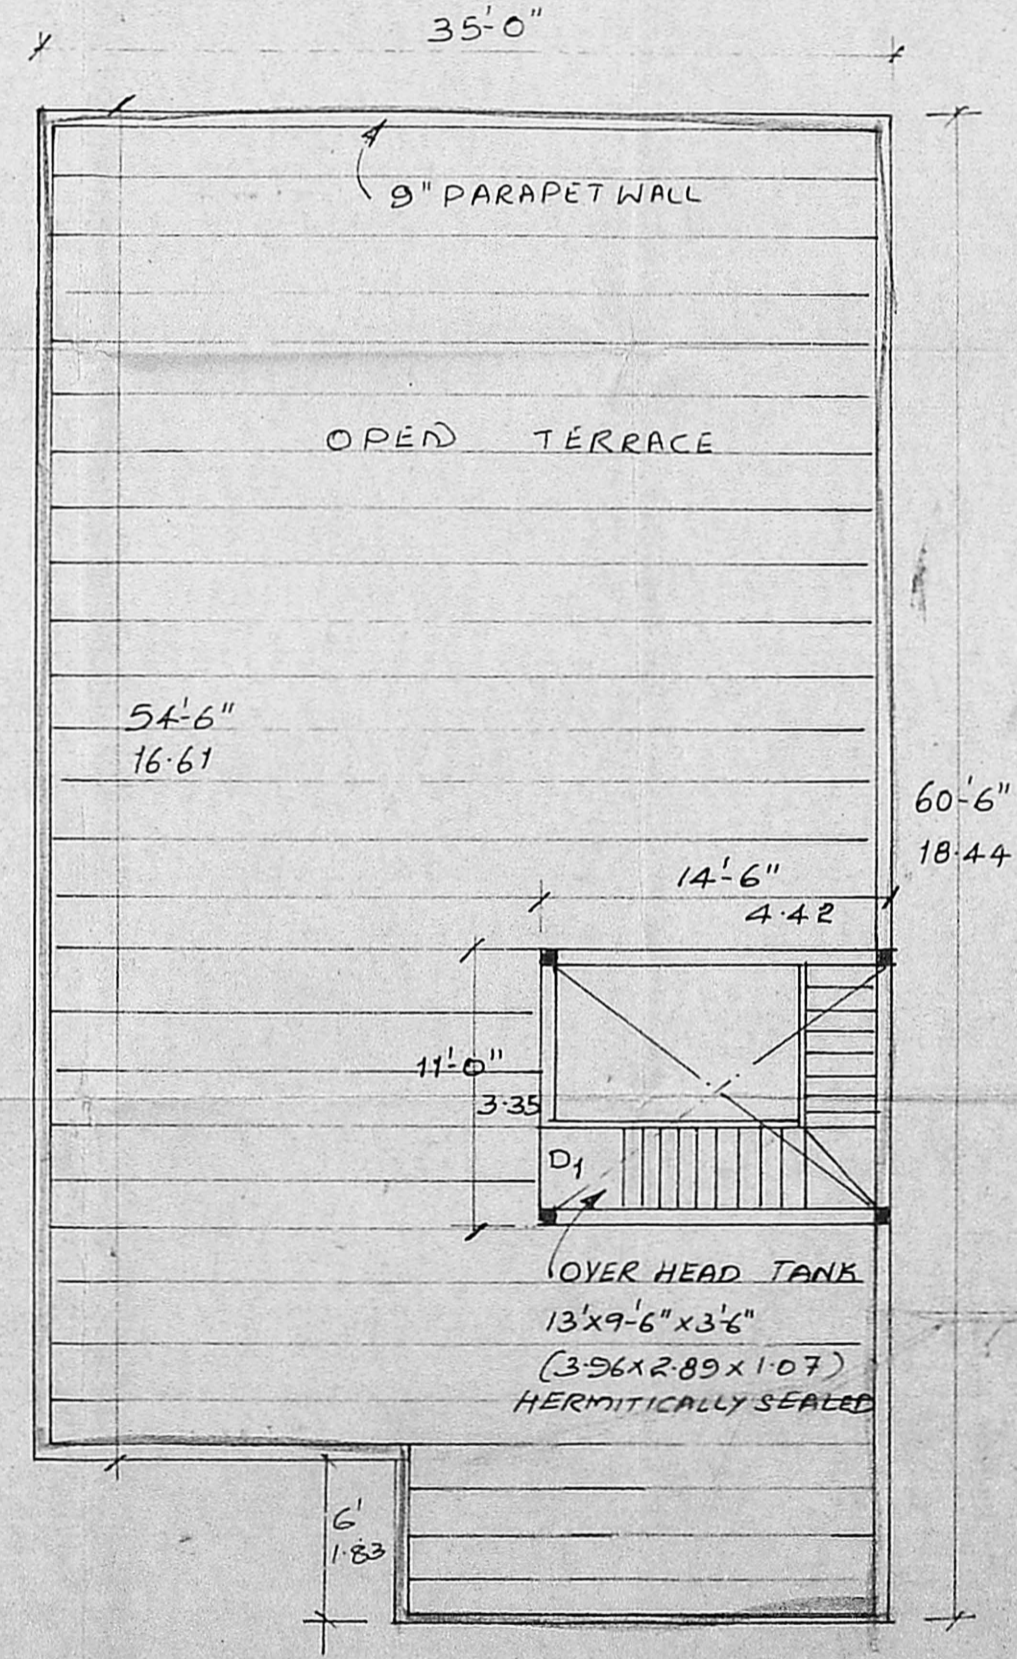 35'-0"
9" PARAPET WALL
OPEN TERRACE
54'-6"
16.61
60'-6"
18.44
14'-6"
4.42
11'-0"
3.35
D1
OVER HEAD TANK
13'x9'-6"x3'6"
(3.96x2.89x1.07)
HERMITICALLY SEALED
6'
1.83